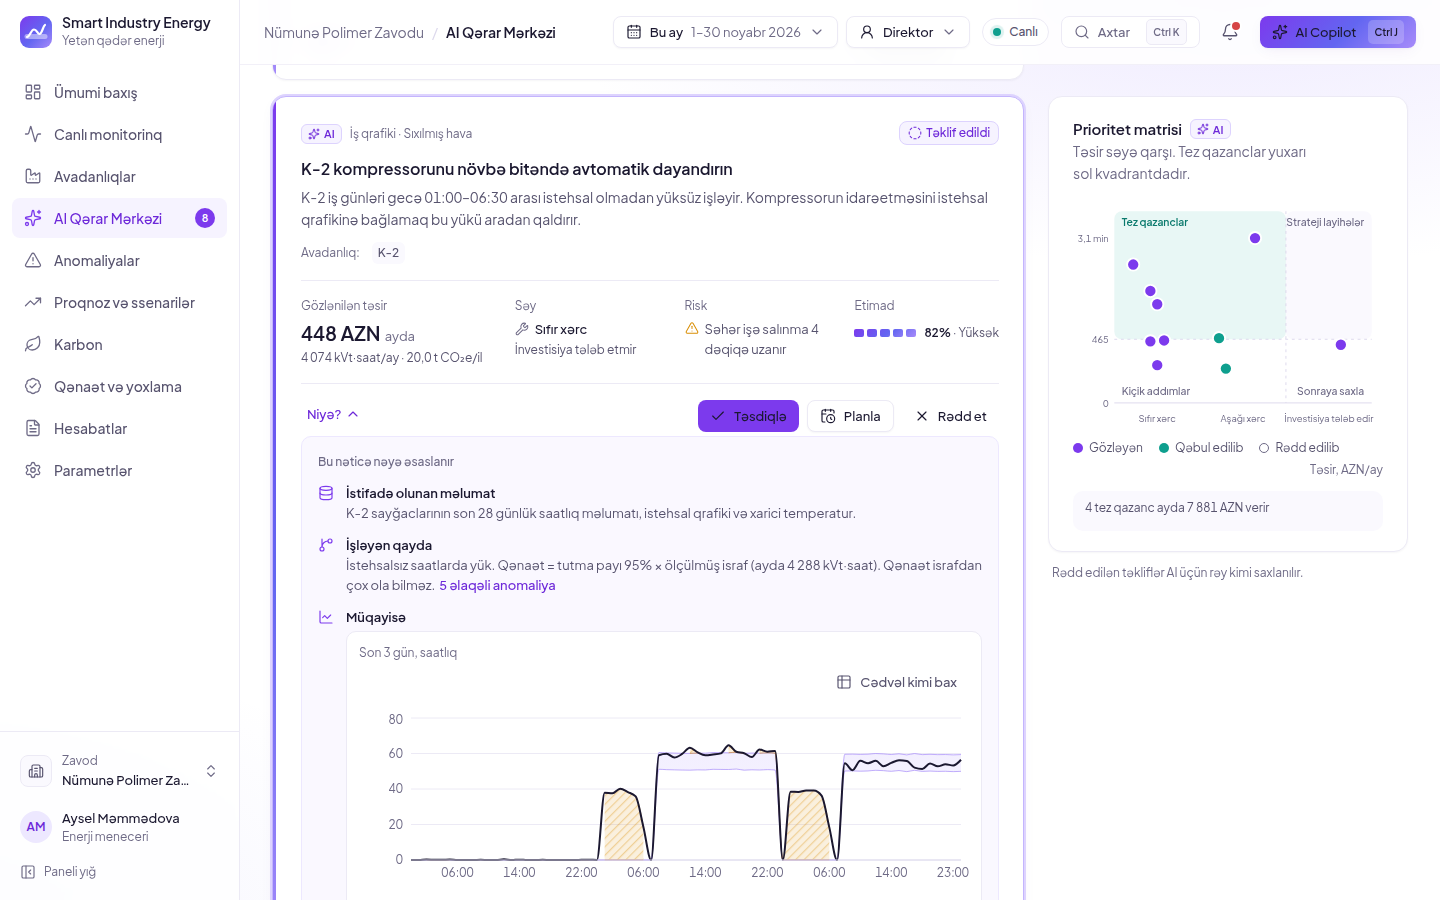 Smart Industry Energy
Yetən qədər enerji
Ümumi baxış
Canlı monitorinq
Avadanlıqlar
AI Qərar Mərkəzi 8
Anomaliyalar
Proqnoz və ssenarilər
Karbon
Qənaət və yoxlama
Hesabatlar
Parametrlər
Zavod
Nümunə Polimer Za...
AM
Aysel Məmmədova
Enerji meneceri
Paneli yığ
Nümunə Polimer Zavodu / AI Qərar Mərkəzi
Bu ay 1–30 noyabr 2026
Direktor
Canlı
Axtar Ctrl K
AI Copilot Ctrl J
AI İş qrafiki · Sıxılmış hava
Təklif edildi
K-2 kompressorunu növbə bitəndə avtomatik dayandırın
K-2 iş günləri gecə 01:00–06:30 arası istehsal olmadan yüksüz işləyir. Kompressorun idarəetməsini istehsal
qrafikinə bağlamaq bu yükü aradan qaldırır.
Avadanlıq: K-2
Gözlənilən təsir
448 AZN ayda
4 074 kVt·saat/ay · 20,0 t CO₂e/il
Səy
Sıfır xərc
İnvestisiya tələb etmir
Risk
Səhər işə salınma 4
dəqiqə uzanır
Etimad
82% · Yüksək
Niyə?
Təsdiqlə
Planla
Rədd et
Bu nəticə nəyə əsaslanır
İstifadə olunan məlumat
K-2 sayğaclarının son 28 günlük saatlıq məlumatı, istehsal qrafiki və xarici temperatur.
İşləyən qayda
İstehsalsız saatlarda yük. Qənaət = tutma payı 95% × ölçülmüş israf (ayda 4 288 kVt·saat). Qənaət israfdan
çox ola bilməz. 5 əlaqəli anomaliya
Müqayisə
Son 3 gün, saatlıq
Cədvəl kimi bax
80
60
40
20
0
06:00 14:00 22:00 06:00 14:00 22:00 06:00 14:00 23:00
Prioritet matrisi AI
Təsir səyə qarşı. Tez qazanclar yuxarı
sol kvadrantdadır.
Tez qazanclar
Strateji layihələr
3,1 min
465
Kiçik addımlar
Sonraya saxla
0
Sıfır xərc Aşağı xərc İnvestisiya tələb edir
Gözləyən Qəbul edilib Rədd edilib
Təsir, AZN/ay
4 tez qazanc ayda 7 881 AZN verir
Rədd edilən təkliflər AI üçün rəy kimi saxlanılır.